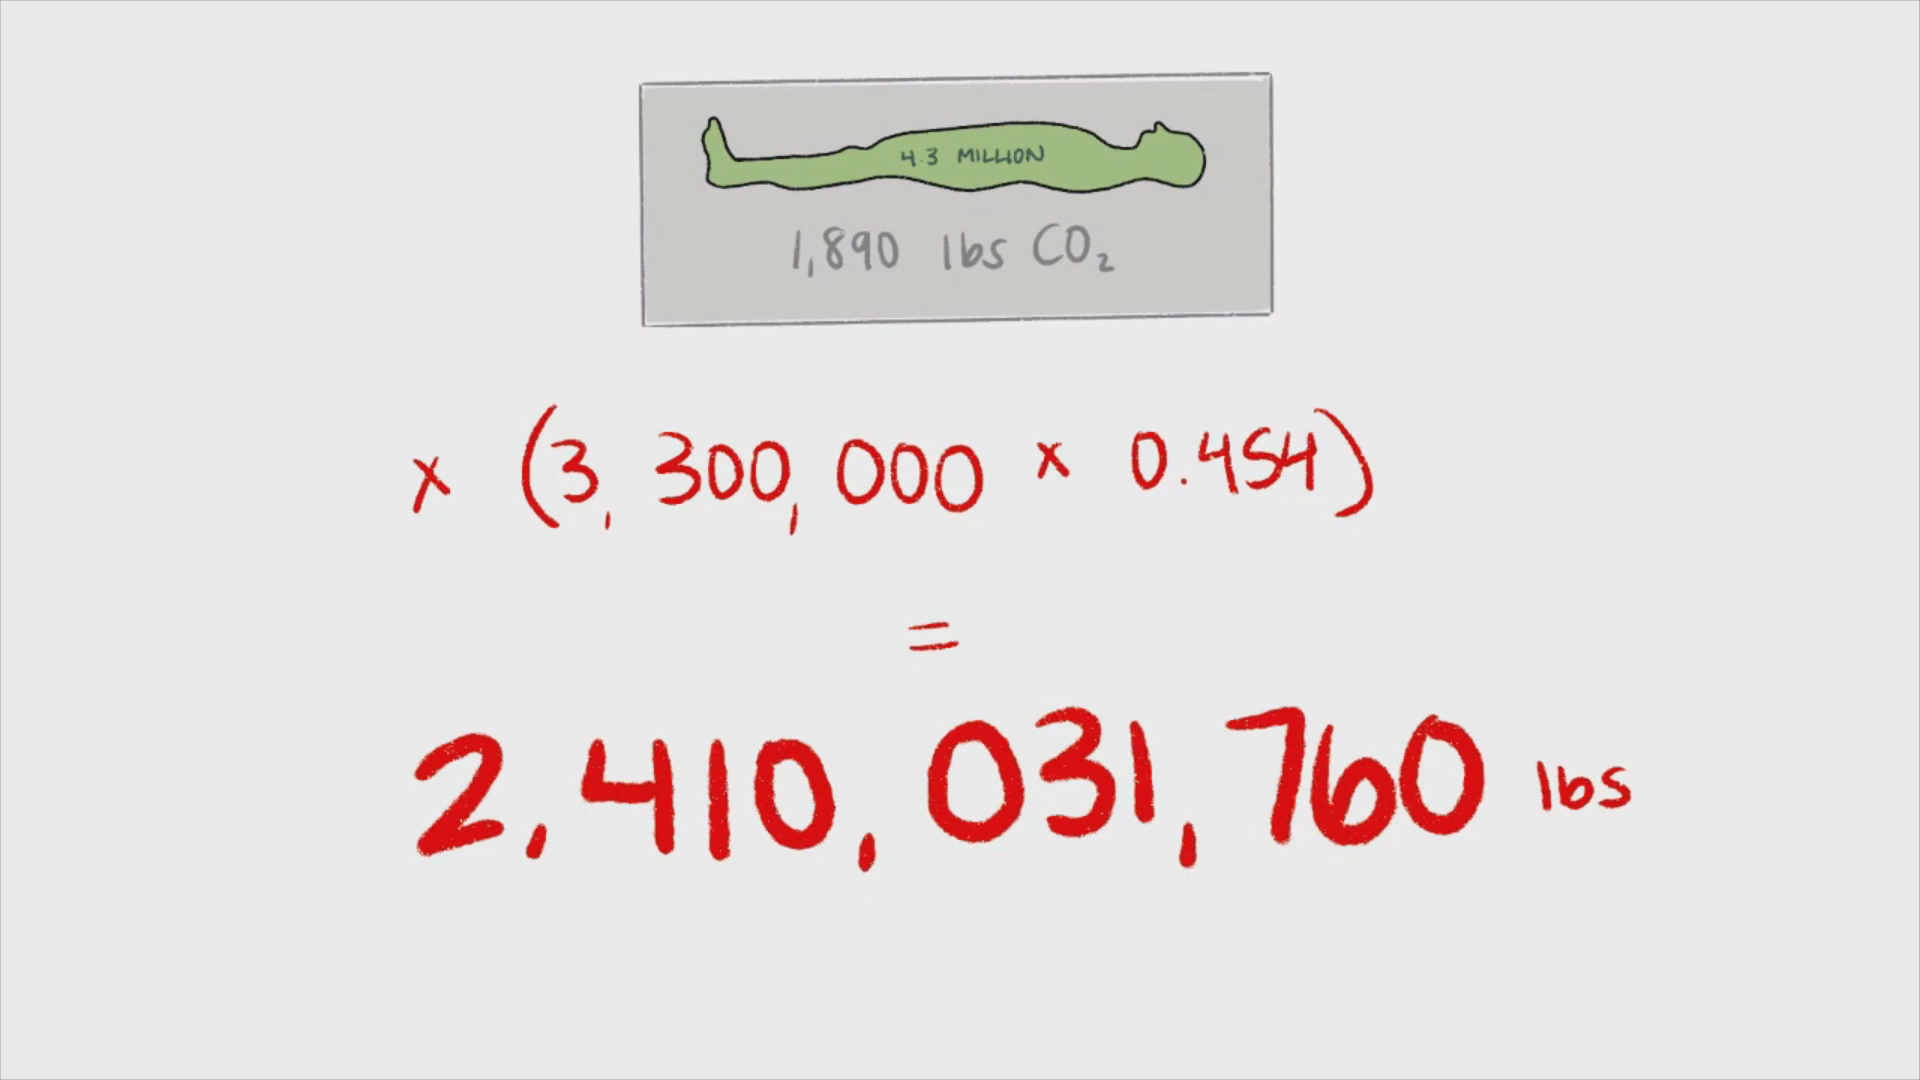 4.3 MILLION
1,890 lbs CO₂
x (3,300,000 x 0.454)
=
2,410,031,760 lbs